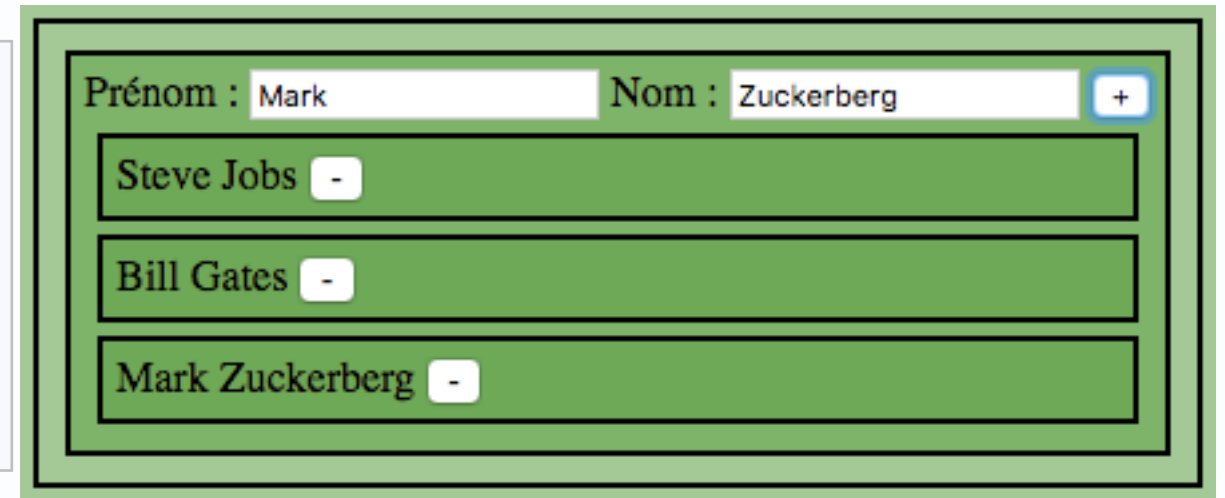 Prénom : Mark Nom : Zuckerberg +
Steve Jobs -
Bill Gates -
Mark Zuckerberg -